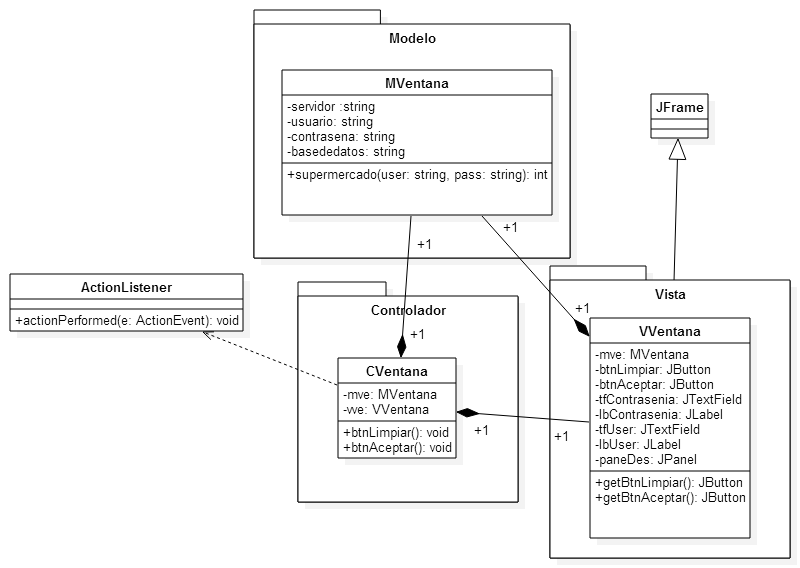 Modelo
MVentana
-servidor :string
-usuario: string
-contrasena: string
-basededatos: string
+supermercado(user: string, pass: string): int
JFrame
+1
+1
ActionListener
+actionPerformed(e: ActionEvent): void
Controlador
+1
CVentana
-mve: MVentana
-vve: VVentana
+btnLimpiar(): void
+btnAceptar(): void
+1
+1
Vista
+1
VVentana
-mve: MVentana
-btnLimpiar: JButton
-btnAceptar: JButton
-tfContrasenia: JTextField
-lbContrasenia: JLabel
-tfUser: JTextField
-lbUser: JLabel
-paneDes: JPanel
+getBtnLimpiar(): JButton
+getBtnAceptar(): JButton